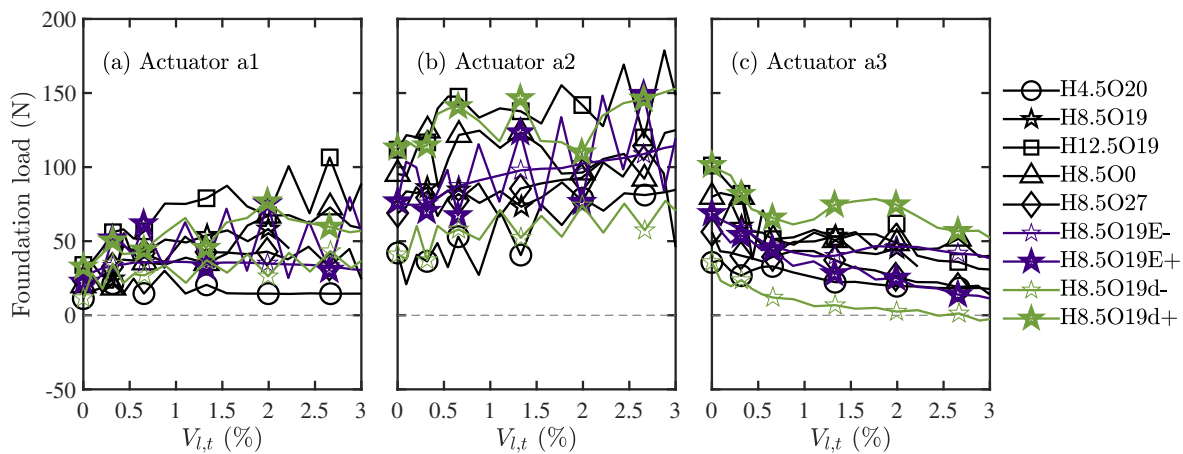 200
150
100
50
0
-50
Foundation load (N)
(a) Actuator a1
(b) Actuator a2
(c) Actuator a3
0 0.5 1 1.5 2 2.5 3
0 0.5 1 1.5 2 2.5 3
0 0.5 1 1.5 2 2.5 3
V_{l,t} (%)
V_{l,t} (%)
V_{l,t} (%)
H4.5O20
H8.5O19
H12.5O19
H8.5O0
H8.5O27
H8.5O19E-
H8.5O19E+
H8.5O19d-
H8.5O19d+